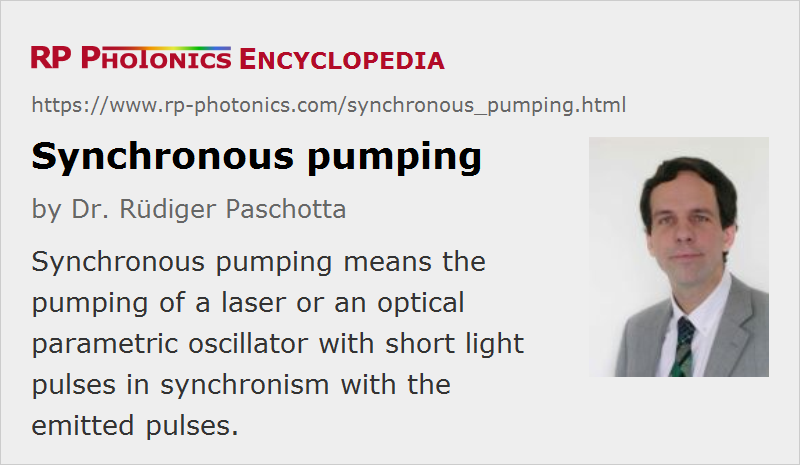 RP PHOTONICS ENCYCLOPEDIA
https://www.rp-photonics.com/synchronous_pumping.html
Synchronous pumping
by Dr. Rüdiger Paschotta
Synchronous pumping means the
pumping of a laser or an optical
parametric oscillator with short light
pulses in synchronism with the
emitted pulses.